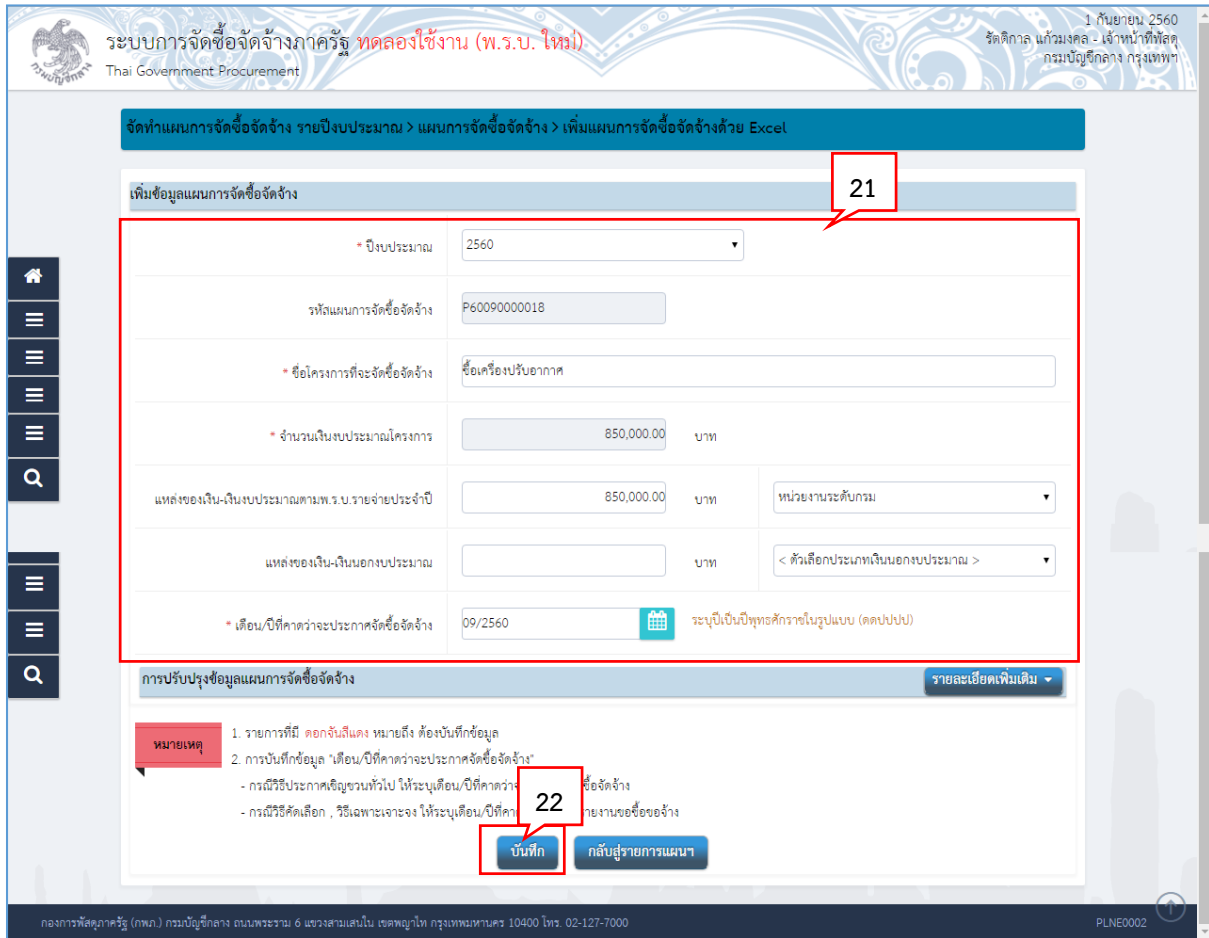 1 กันยายน 2560
ระบบการจัดซื้อจัดจ้างภาครัฐ ทดลองใช้งาน (พ.ร.บ. ใหม่)
รัตติกาล แก้วมงคล - เจ้าหน้าที่พัสดุ
กรมบัญชีกลาง กรุงเทพฯ
Thai Government Procurement
จัดทำแผนการจัดซื้อจัดจ้าง รายปีงบประมาณ > แผนการจัดซื้อจัดจ้าง > เพิ่มแผนการจัดซื้อจัดจ้างด้วย Excel
21
เพิ่มข้อมูลแผนการจัดซื้อจัดจ้าง
* ปีงบประมาณ 2560
รหัสแผนการจัดซื้อจัดจ้าง P60090000018
* ชื่อโครงการที่จะจัดซื้อจัดจ้าง ซื้อเครื่องปรับอากาศ
* จำนวนเงินงบประมาณโครงการ 850,000.00 บาท
แหล่งของเงิน-เงินงบประมาณตามพ.ร.บ.รายจ่ายประจำปี 850,000.00 บาท หน่วยงานระดับกรม
แหล่งของเงิน-เงินนอกงบประมาณ บาท < ตัวเลือกประเภทเงินนอกงบประมาณ >
* เดือน/ปีที่คาดว่าจะประกาศจัดซื้อจัดจ้าง 09/2560 ระบุปีเป็นปีพุทธศักราชในรูปแบบ (ดดปปปป)
การปรับปรุงข้อมูลแผนการจัดซื้อจัดจ้าง รายละเอียดเพิ่มเติม
หมายเหตุ 1. รายการที่มี ดอกจันสีแดง หมายถึง ต้องบันทึกข้อมูล
2. การบันทึกข้อมูล "เดือน/ปีที่คาดว่าจะประกาศจัดซื้อจัดจ้าง"
- กรณีวิธีประกาศเชิญชวนทั่วไป ให้ระบุเดือน/ปีที่คาดว่า ซื้อจัดจ้าง
- กรณีวิธีคัดเลือก , วิธีเฉพาะเจาะจง ให้ระบุเดือน/ปีที่คา ายงานขอซื้อขอจ้าง
22
บันทึก กลับสู่รายการแผนฯ
กองการพัสดุภาครัฐ (กพภ.) กรมบัญชีกลาง ถนนพระราม 6 แขวงสามเสนใน เขตพญาไท กรุงเทพมหานคร 10400 โทร. 02-127-7000 PLNE0002